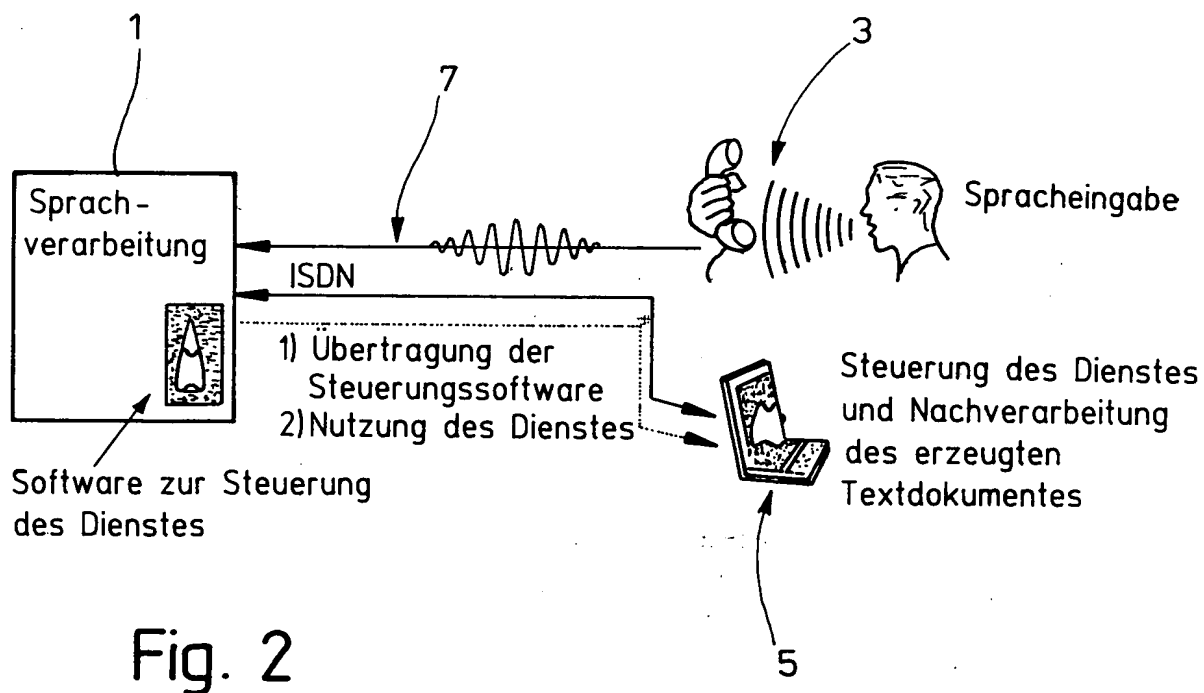 1
3
7
Sprach-
verarbeitung
Spracheingabe
ISDN
1) Übertragung der
Steuerungssoftware
2) Nutzung des Dienstes
Steuerung des Dienstes
und Nachverarbeitung
des erzeugten
Textdokumentes
Software zur Steuerung
des Dienstes
5
Fig. 2